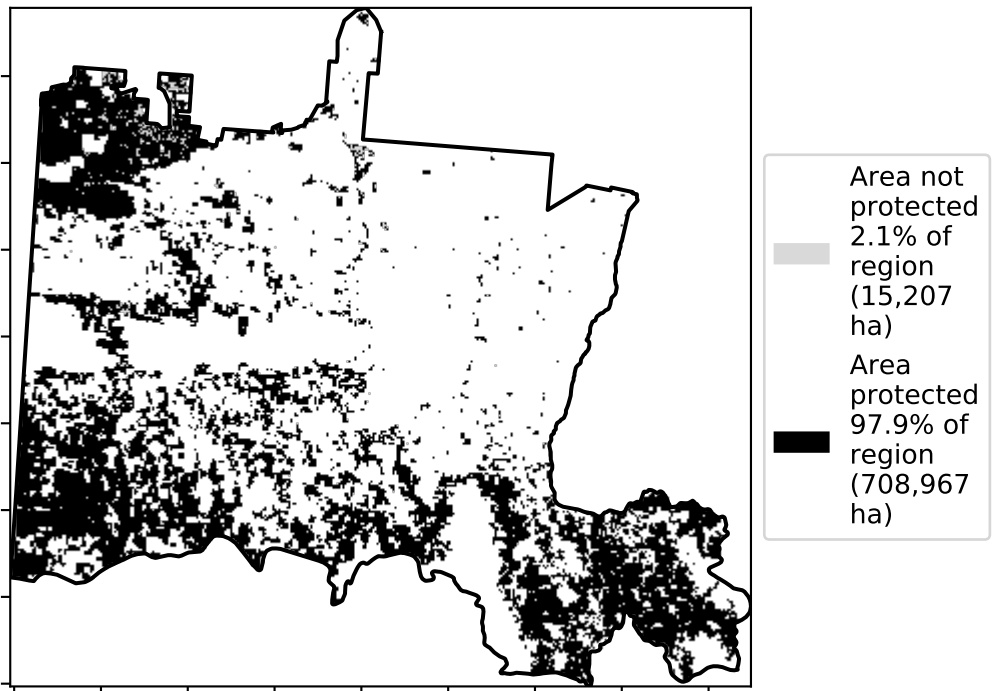 Area not
protected
2.1% of
region
(15,207
ha)
Area
protected
97.9% of
region
(708,967
ha)